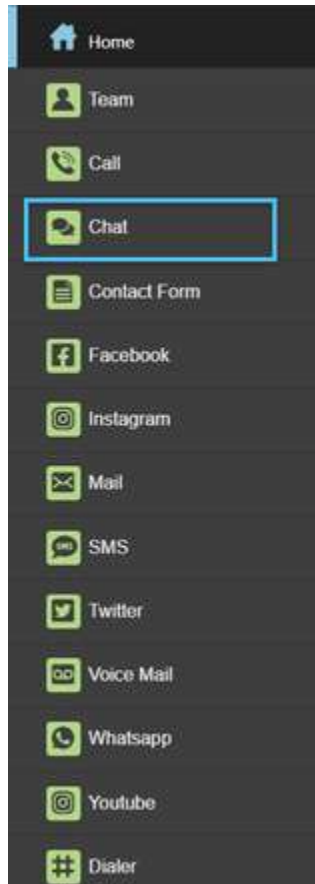 Home
Team
Call
Chat
Contact Form
Facebook
Instagram
Mail
SMS
Twitter
Voice Mail
Whatsapp
Youtube
Dialer